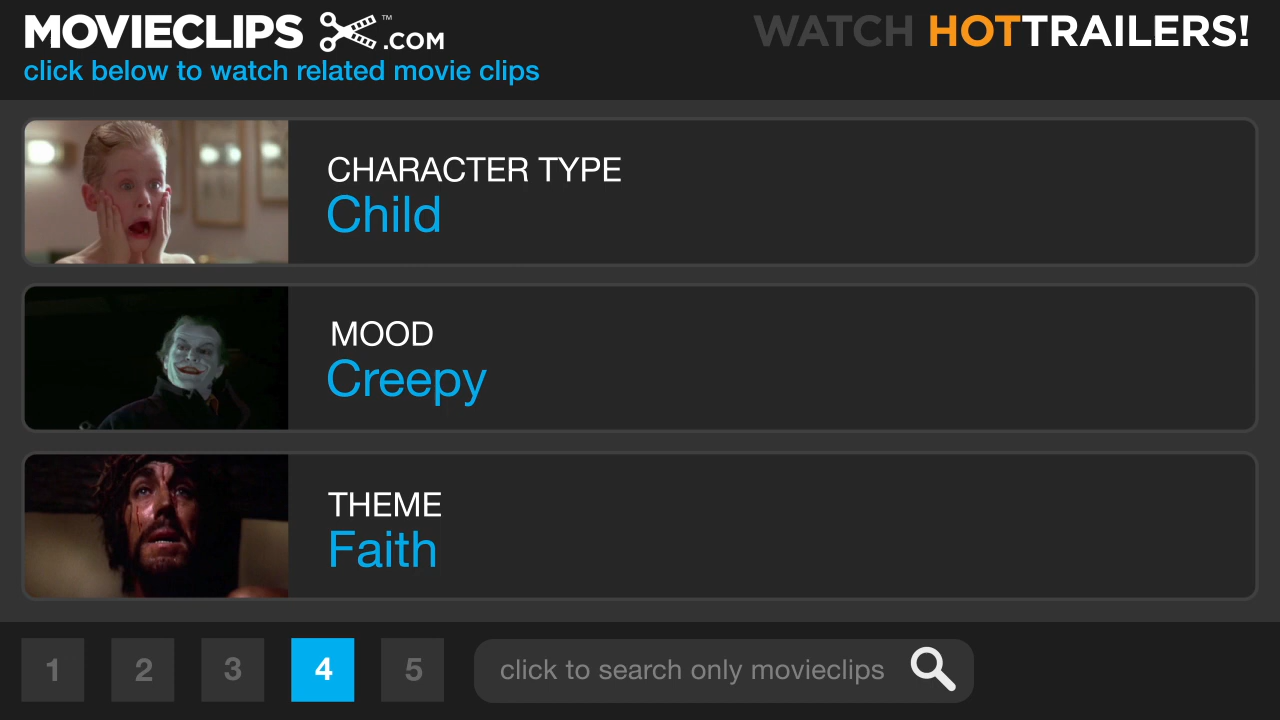 MOVIECLIPS ™ .COM
WATCH HOTTRAILERS!
click below to watch related movie clips
CHARACTER TYPE
Child
MOOD
Creepy
THEME
Faith
1 2 3 4 5 click to search only movieclips